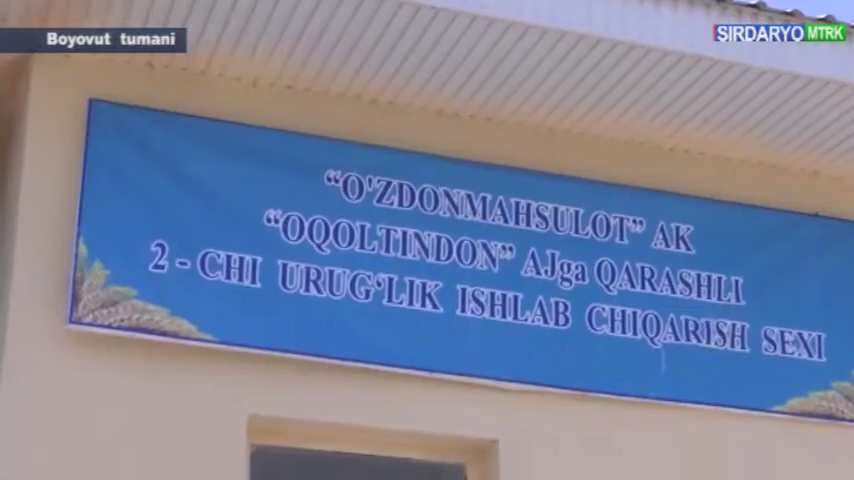 Boyovut tumani
SIRDARYO MTRK
“O'ZDONMAHSULOT” AK
“OQOLTINDON” AJga QARASHLI
2 - CHI URUG‘LIK ISHLAB CHIQARISH SEXI